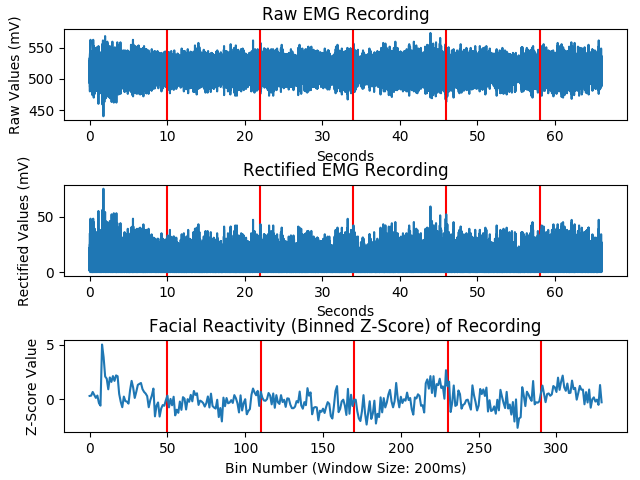 Raw EMG Recording
Raw Values (mV)
550
500
450
0 10 20 30 40 50 60
Seconds
Rectified EMG Recording
Rectified Values (mV)
50
0
0 10 20 30 40 50 60
Seconds
Facial Reactivity (Binned Z-Score) of Recording
Z-Score Value
5
0
0 50 100 150 200 250 300
Bin Number (Window Size: 200ms)